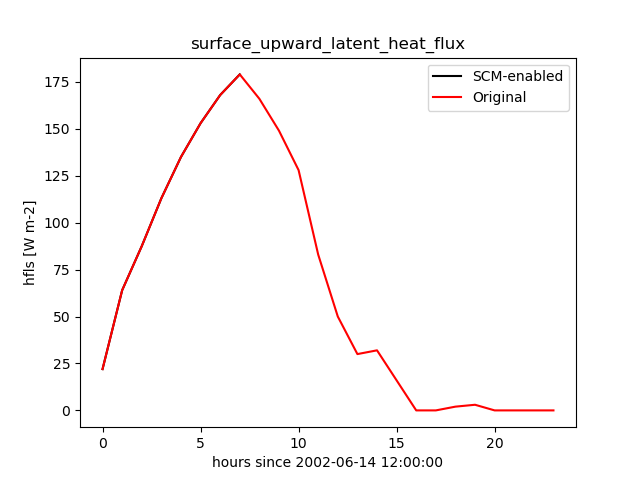 surface_upward_latent_heat_flux
SCM-enabled
Original
hfls [W m-2]
175
150
125
100
75
50
25
0
0 5 10 15 20
hours since 2002-06-14 12:00:00